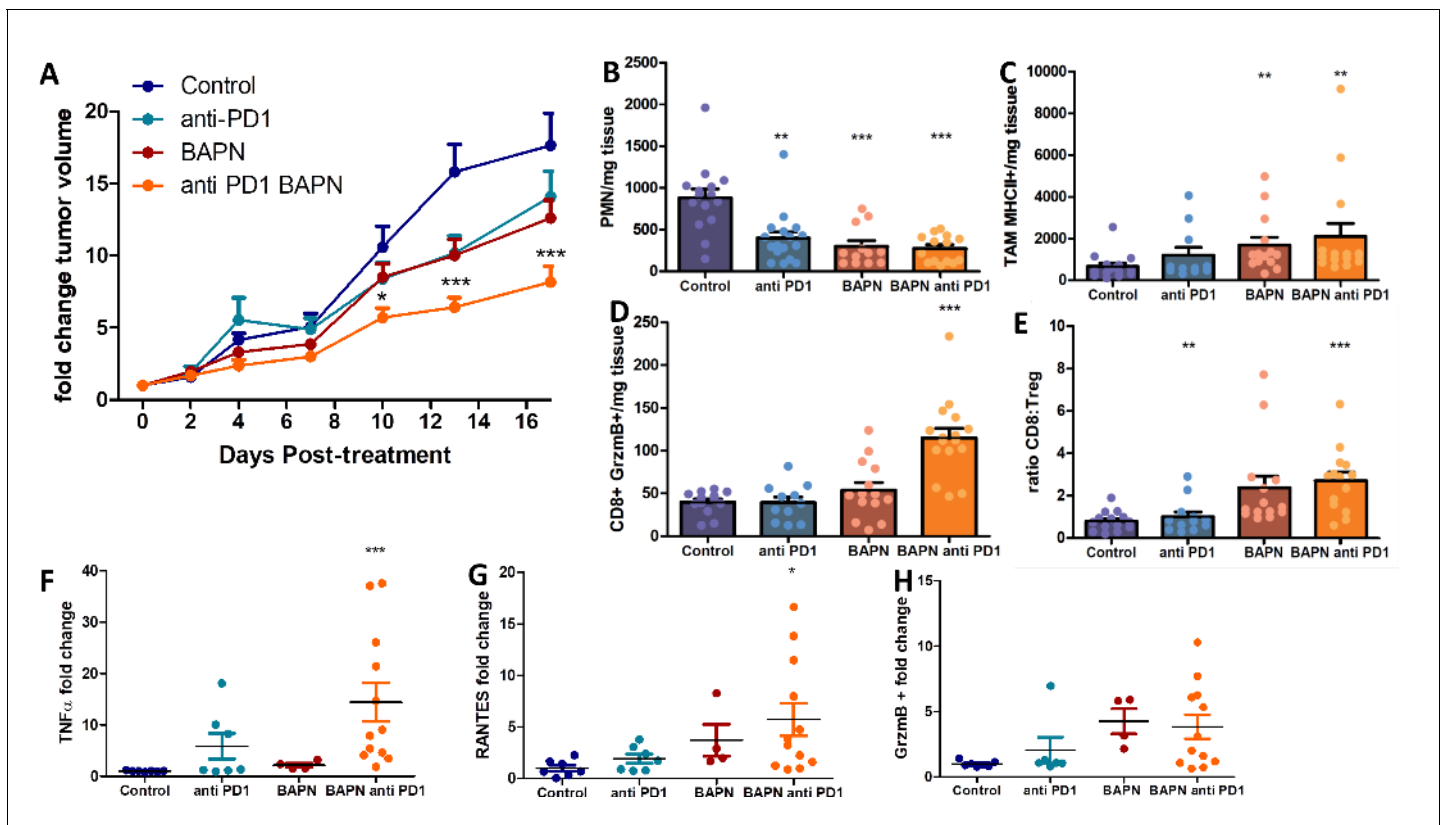 A
Control
anti-PD1
BAPN
anti PD1 BAPN
fold change tumor volume
20
15
10
5
0
*
***
***
0 2 4 6 8 10 12 14 16
Days Post-treatment
B
PMN/mg tissue
2500
2000
1500
1000
500
0
** *** ***
Control anti PD1 BAPN BAPN anti PD1
C
TAM MHCII+/mg tissue
10000
8000
6000
4000
2000
0
** **
Control anti PD1 BAPN BAPN anti PD1
D
CD8+ GrzmB+/mg tissue
250
200
150
100
50
0
***
Control anti PD1 BAPN BAPN anti PD1
E
ratio CD8:Treg
10
8
6
4
2
0
** ***
Control anti PD1 BAPN BAPN anti PD1
F
TNFα fold change
40
30
20
10
0
***
Control anti PD1 BAPN BAPN anti PD1
G
RANTES fold change
20
15
10
5
0
*
Control anti PD1 BAPN BAPN anti PD1
H
GrzmB + fold change
15
10
5
0
Control anti PD1 BAPN BAPN anti PD1